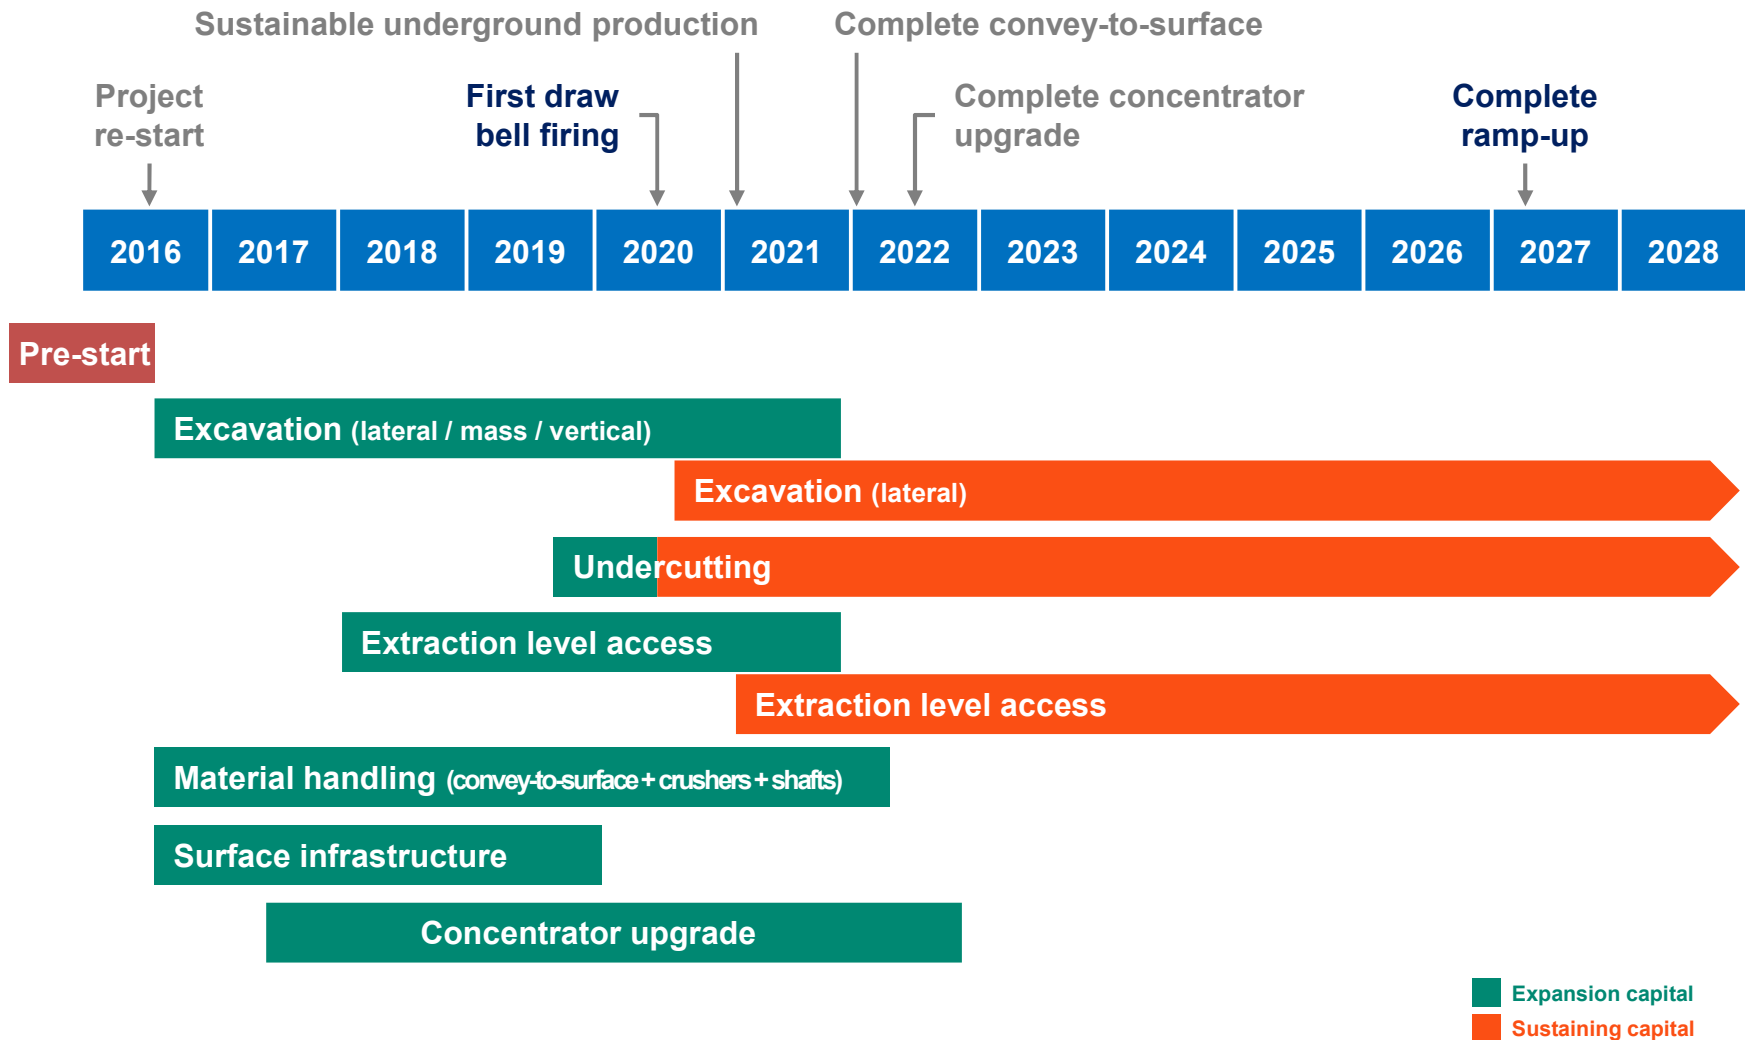 Sustainable underground production
Complete convey-to-surface
Project
re-start
First draw
bell firing
Complete concentrator
upgrade
Complete
ramp-up
2016 2017 2018 2019 2020 2021 2022 2023 2024 2025 2026 2027 2028
Pre-start
Excavation (lateral / mass / vertical)
Excavation (lateral)
Undercutting
Extraction level access
Extraction level access
Material handling (convey-to-surface + crushers + shafts)
Surface infrastructure
Concentrator upgrade
Expansion capital
Sustaining capital